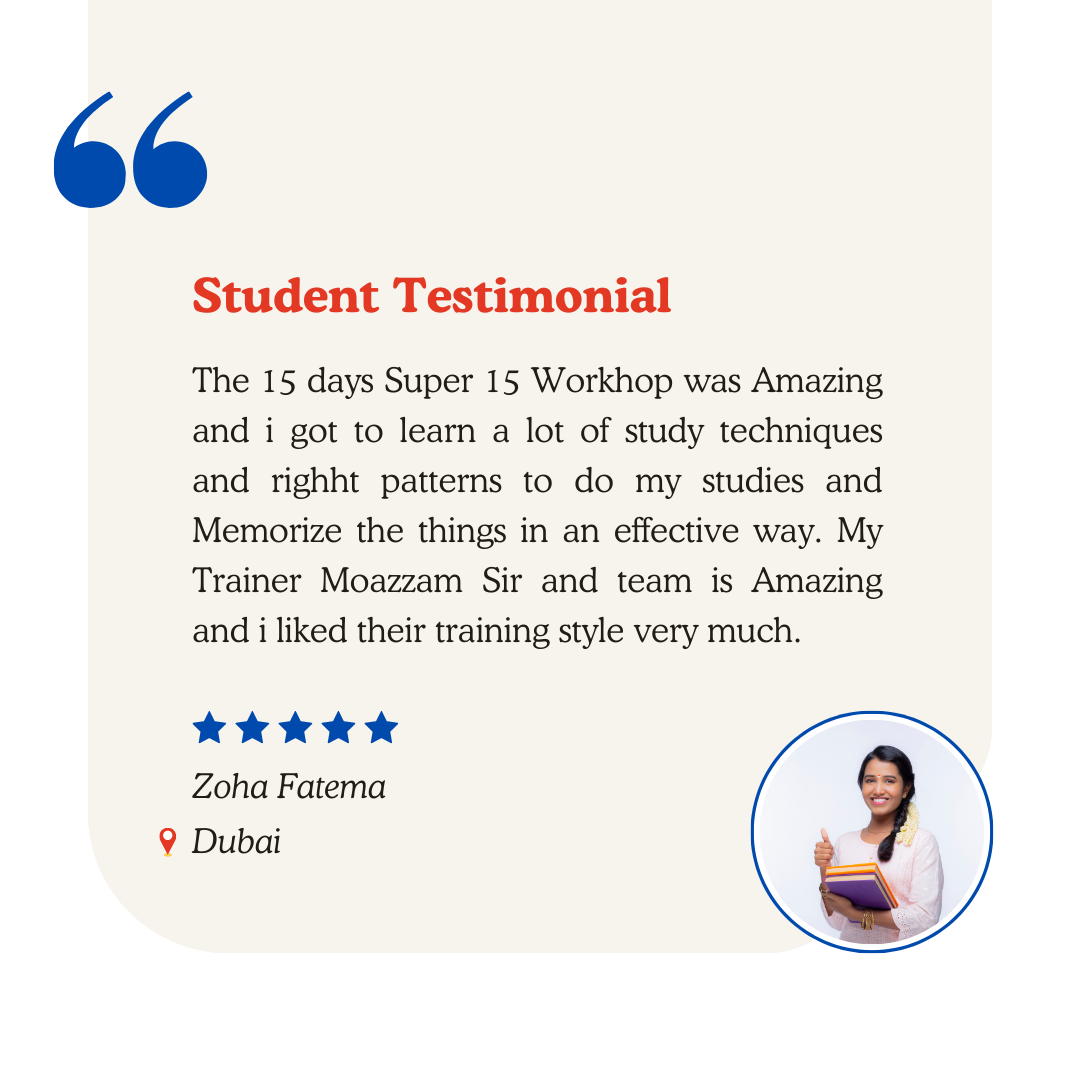 “
Student Testimonial
The 15 days Super 15 Workhop was Amazing
and i got to learn a lot of study techniques
and righht patterns to do my studies and
Memorize the things in an effective way. My
Trainer Moazzam Sir and team is Amazing
and i liked their training style very much.
Zoha Fatema
Dubai